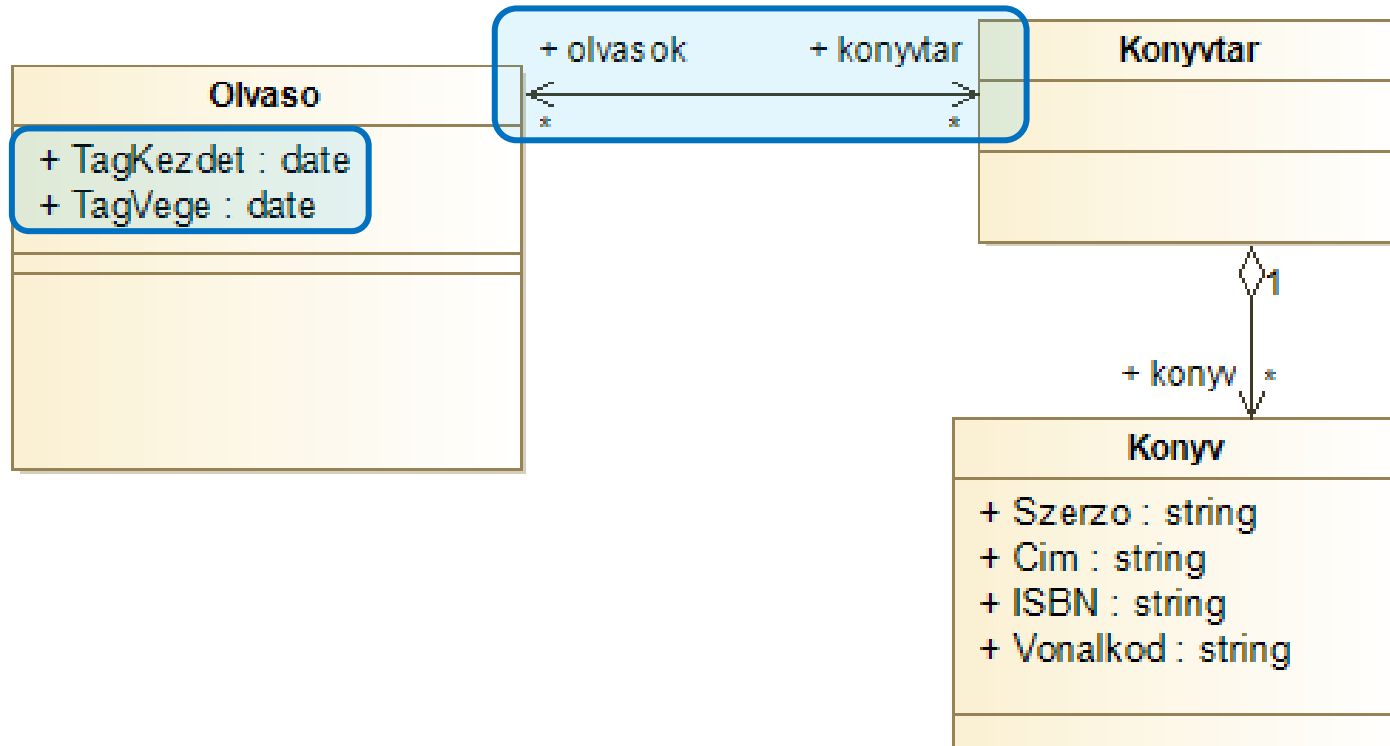 + olvasok + konyvtar
* *
Konyvtar
Olvaso
+ TagKezdet : date
+ TagVege : date
1
+ konyv *
Konyv
+ Szerzo : string
+ Cim : string
+ ISBN : string
+ Vonalkod : string